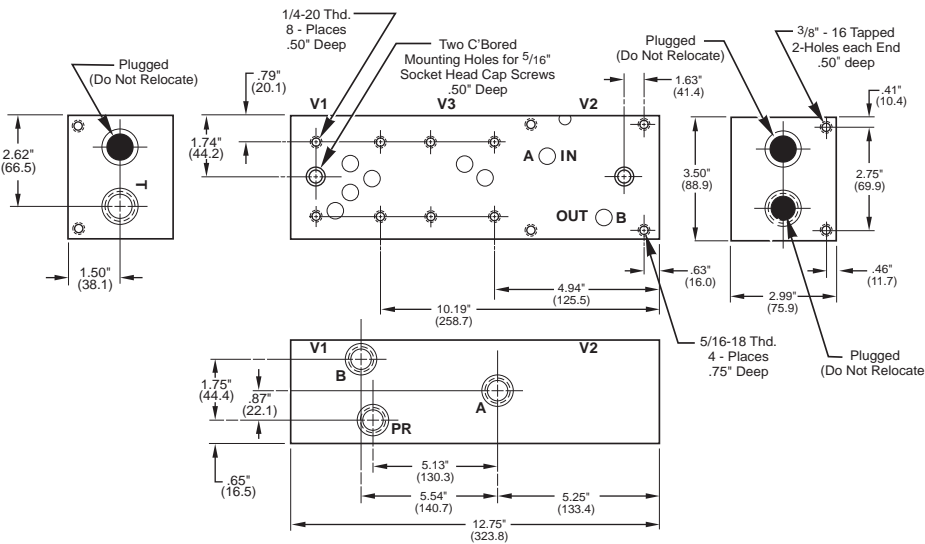 1/4-20 Thd.
8 - Places
.50" Deep
Two C'Bored
Mounting Holes for 5/16"
Socket Head Cap Screws
.50" Deep
Plugged
(Do Not Relocate)
3/8" - 16 Tapped
2-Holes each End
.50" deep
Plugged
(Do Not Relocate)
.79"
(20.1)
1.63"
(41.4)
.41"
(10.4)
V1
V3
V2
2.62"
(66.5)
1.74"
(44.2)
A
IN
3.50"
(88.9)
2.75"
(69.9)
T
OUT
B
1.50"
(38.1)
.63"
(16.0)
.46"
(11.7)
4.94"
(125.5)
2.99"
(75.9)
10.19"
(258.7)
5/16-18 Thd.
4 - Places
.75" Deep
Plugged
(Do Not Relocate
V1
V2
B
1.75"
(44.4)
.87"
(22.1)
A
PR
.65"
(16.5)
5.13"
(130.3)
5.54"
(140.7)
5.25"
(133.4)
12.75"
(323.8)